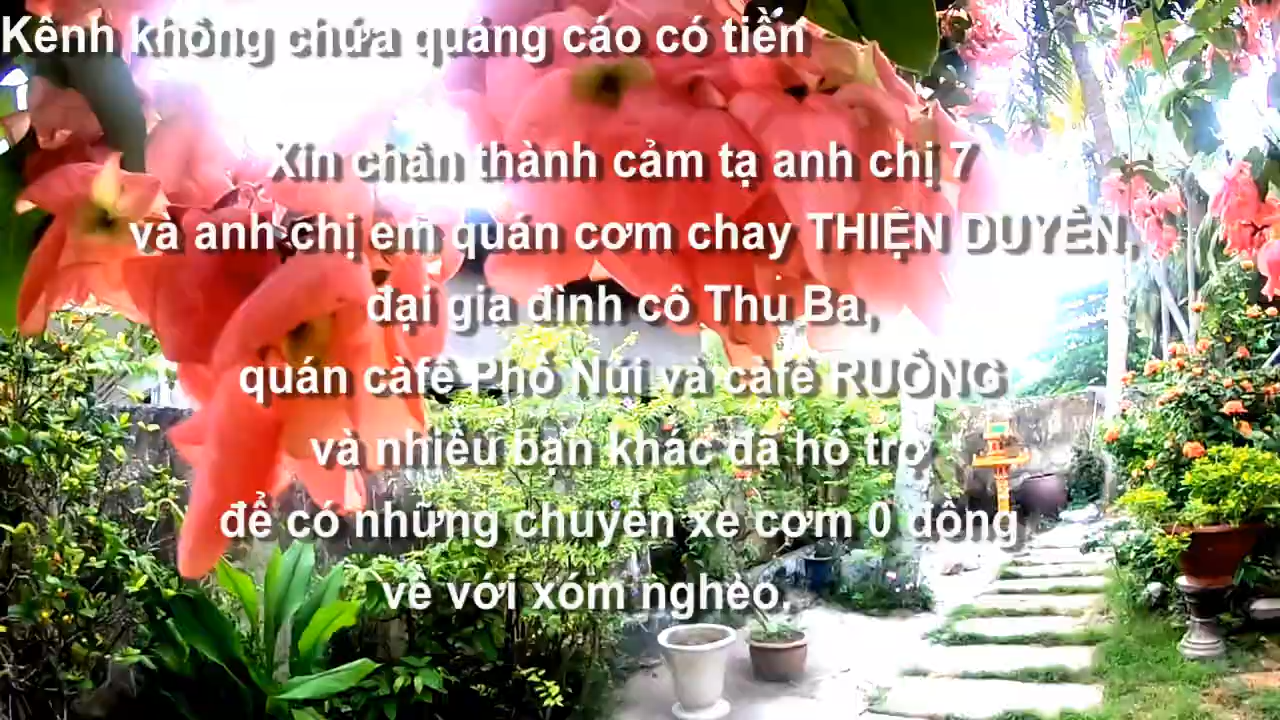 Kênh không chứa quảng cáo có tiền
Xin chân thành cảm tạ anh chị 7
và anh chị em quán cơm chay THIỆN DUYÊN,
đại gia đình cô Thu Ba,
quán càfê Phố Núi và càfê RUỒNG
và nhiều bạn khác đã hỗ trợ
để có những chuyến xe cơm 0 đồng
về với xóm nghèo.